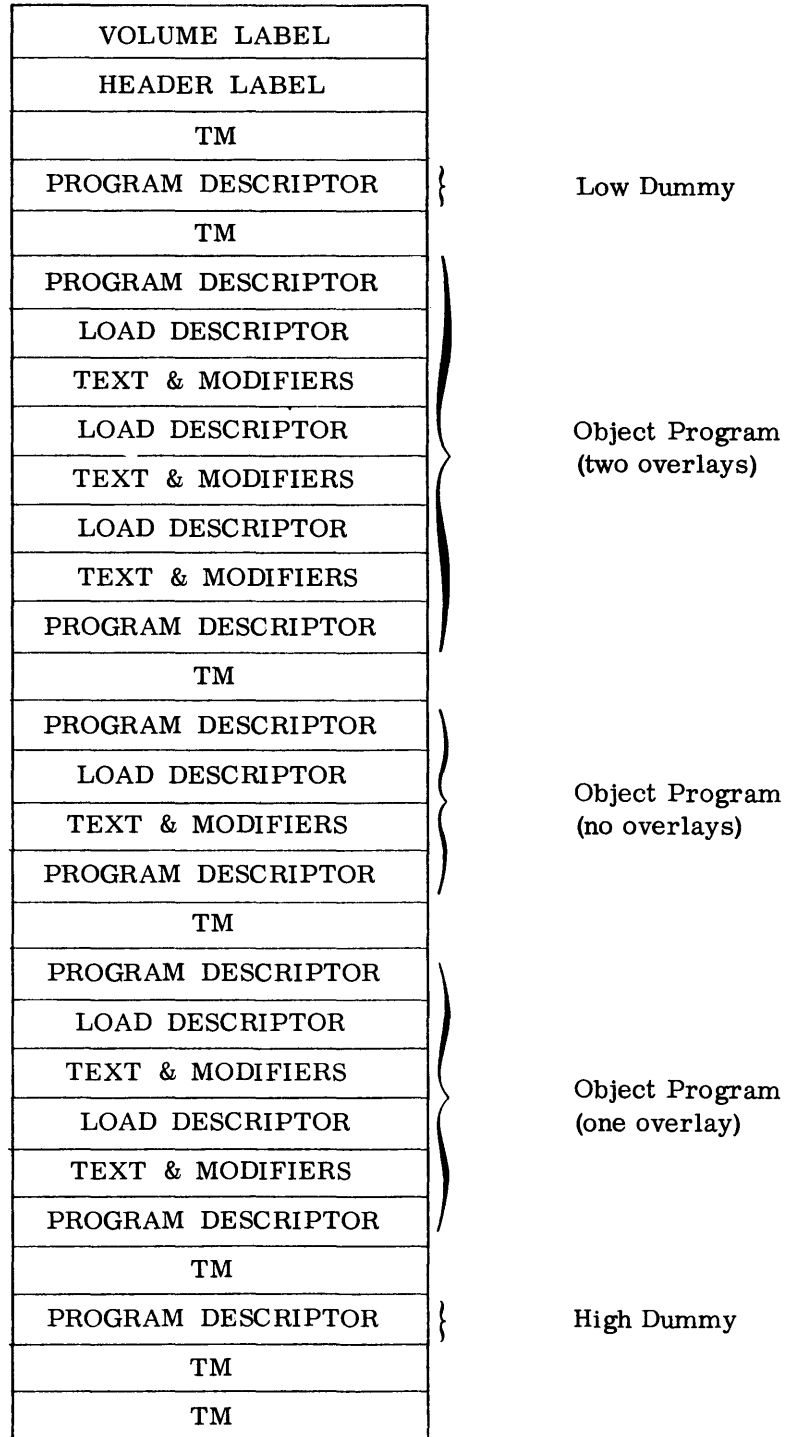 VOLUME LABEL
HEADER LABEL
TM
PROGRAM DESCRIPTOR
Low Dummy
TM
PROGRAM DESCRIPTOR
LOAD DESCRIPTOR
TEXT & MODIFIERS
LOAD DESCRIPTOR
Object Program
TEXT & MODIFIERS
(two overlays)
LOAD DESCRIPTOR
TEXT & MODIFIERS
PROGRAM DESCRIPTOR
TM
PROGRAM DESCRIPTOR
LOAD DESCRIPTOR
Object Program
TEXT & MODIFIERS
(no overlays)
PROGRAM DESCRIPTOR
TM
PROGRAM DESCRIPTOR
LOAD DESCRIPTOR
TEXT & MODIFIERS
Object Program
LOAD DESCRIPTOR
(one overlay)
TEXT & MODIFIERS
PROGRAM DESCRIPTOR
TM
PROGRAM DESCRIPTOR
High Dummy
TM
TM